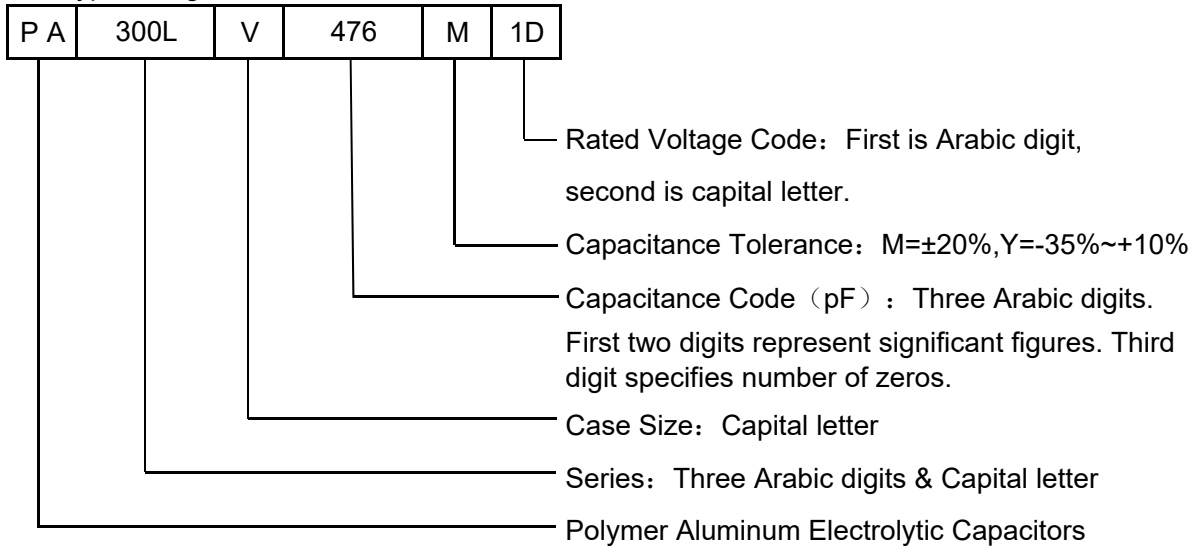 P A 300L V 476 M 1D
Rated Voltage Code：First is Arabic digit,
second is capital letter.
Capacitance Tolerance：M=±20%,Y=-35%~+10%
Capacitance Code（pF）：Three Arabic digits.
First two digits represent significant figures. Third
digit specifies number of zeros.
Case Size：Capital letter
Series：Three Arabic digits & Capital letter
Polymer Aluminum Electrolytic Capacitors